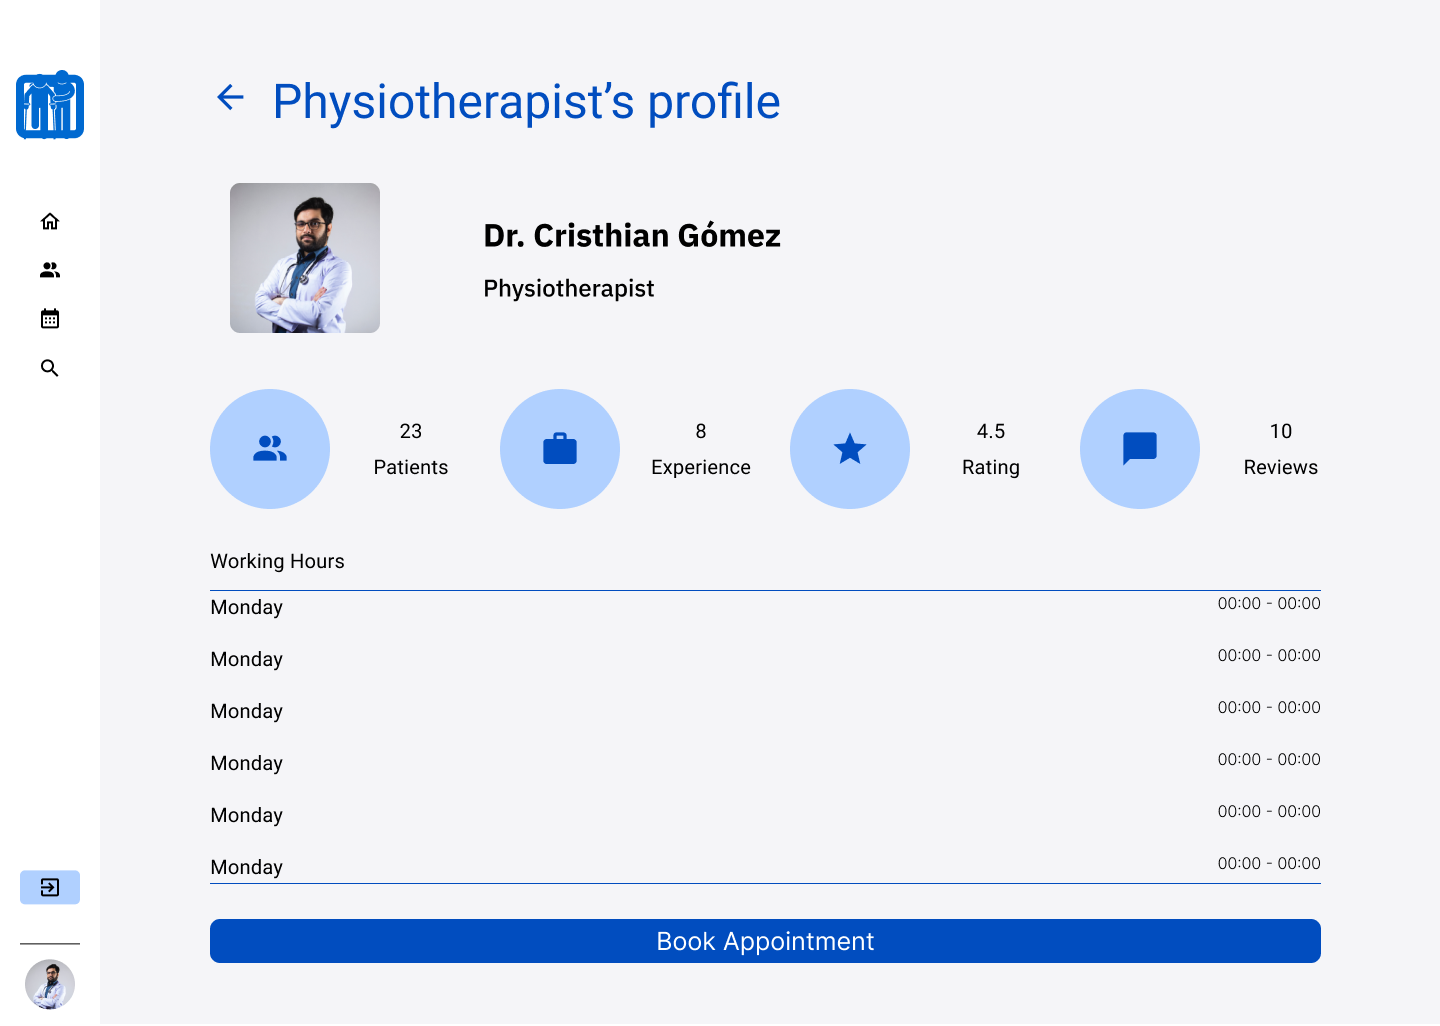 Physiotherapist’s profile
Dr. Cristhian Gómez
Physiotherapist
23
Patients
8
Experience
4.5
Rating
10
Reviews
Working Hours
Monday 00:00 - 00:00
Monday 00:00 - 00:00
Monday 00:00 - 00:00
Monday 00:00 - 00:00
Monday 00:00 - 00:00
Monday 00:00 - 00:00
Book Appointment